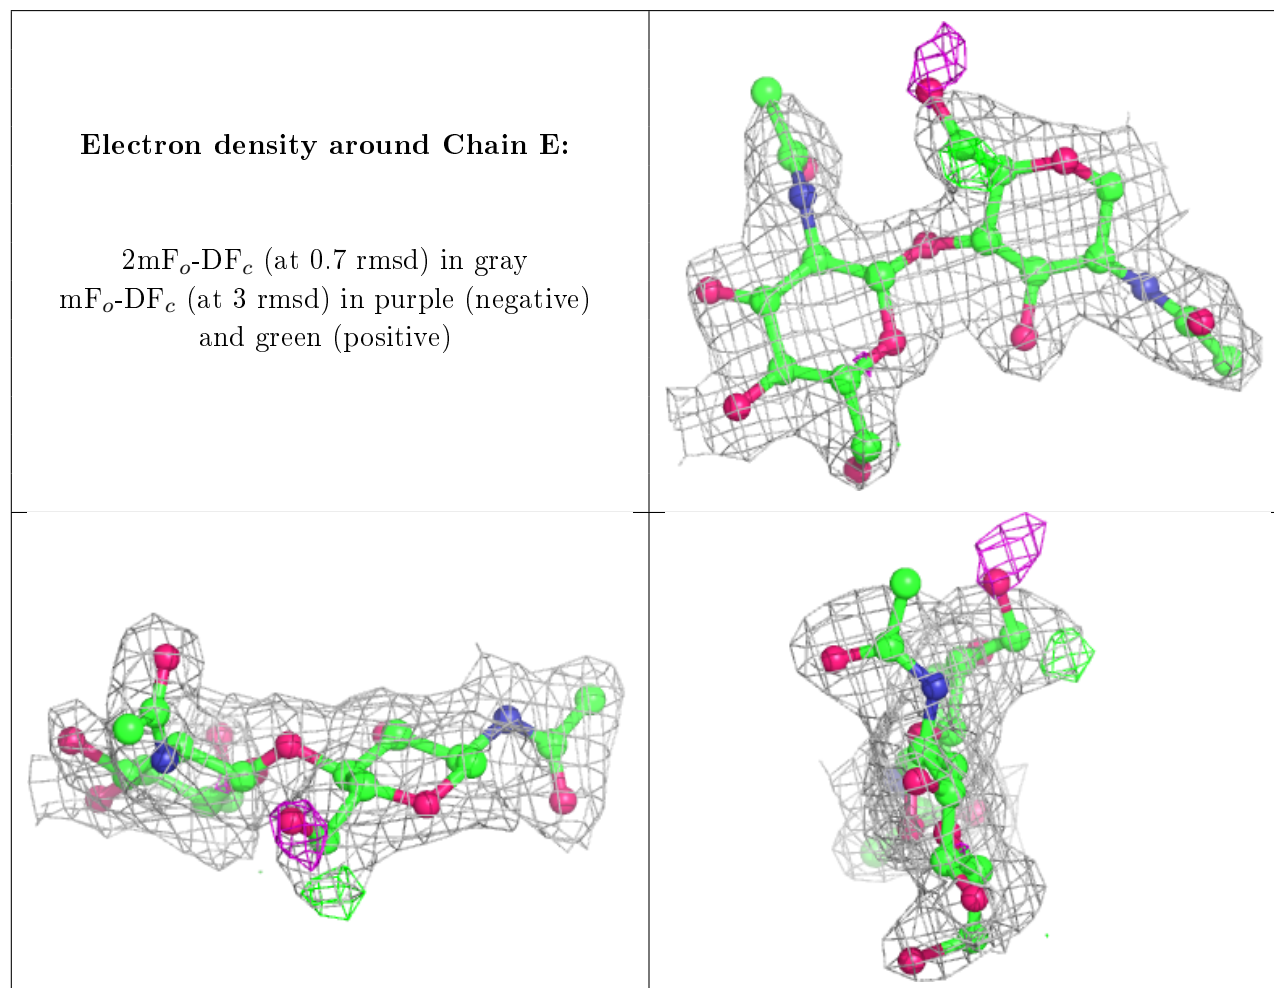 Electron density around Chain E:
2mFo-DFc (at 0.7 rmsd) in gray
mFo-DFc (at 3 rmsd) in purple (negative)
and green (positive)